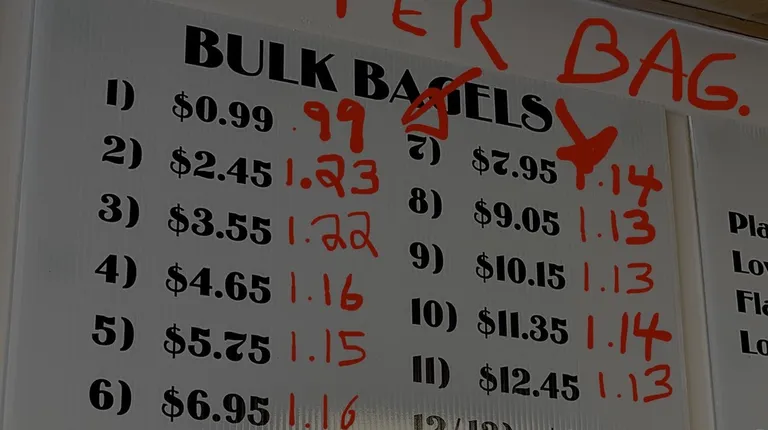 PER BAG.
BULK BAGELS
1) $0.99 .99
2) $2.45 1.23
3) $3.55 1.22
4) $4.65 1.16
5) $5.75 1.15
6) $6.95 1.16
7) $7.95 1.14
8) $9.05 1.13
9) $10.15 1.13
10) $11.35 1.14
11) $12.45 1.13